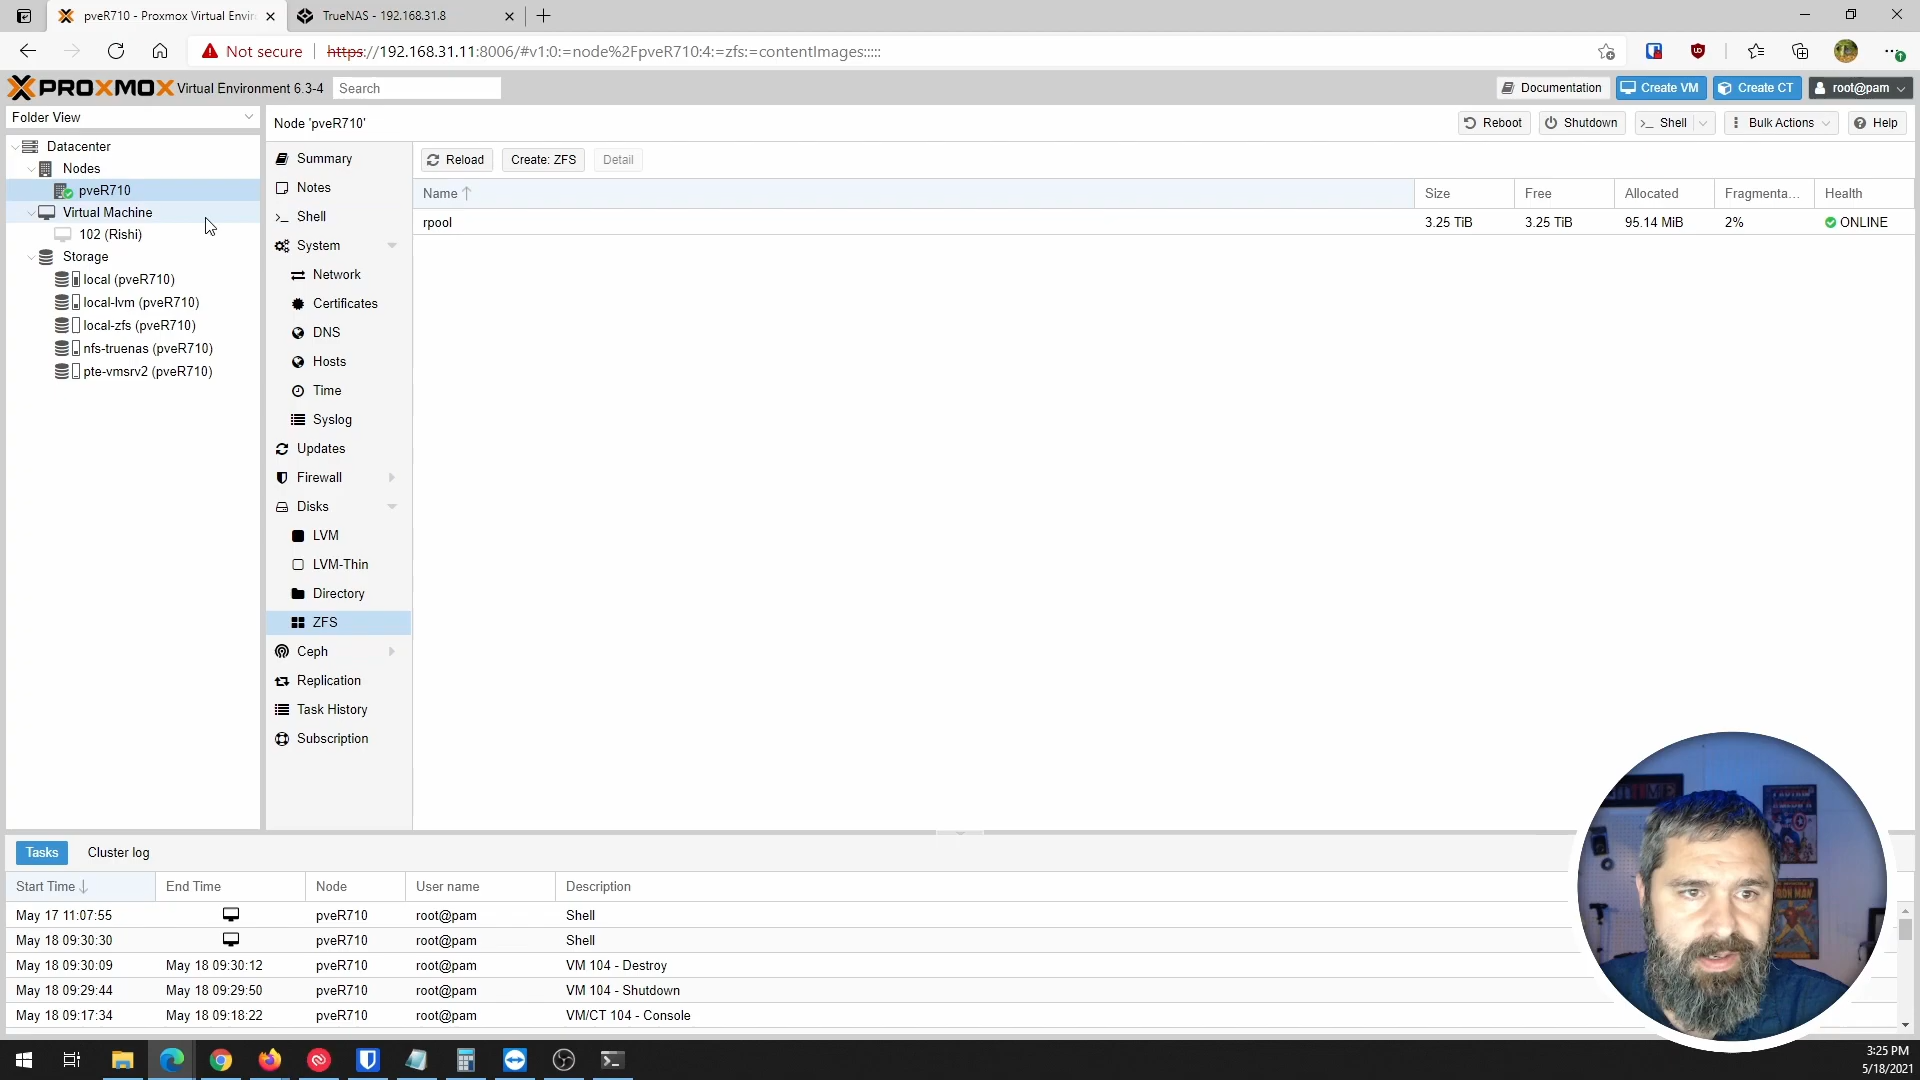 pveR710 - Proxmox Virtual Enviro
TrueNAS - 192.168.31.8
Not secure
https://192.168.31.11:8006/#v1:0:=node%2FpveR710:4:=zfs:=contentImages:::::
PROXMOX Virtual Environment 6.3-4
Search
Documentation
Create VM
Create CT
root@pam
Folder View
Node 'pveR710'
Reboot
Shutdown
Shell
Bulk Actions
Help
Datacenter
Nodes
pveR710
Virtual Machine
102 (Rishi)
Storage
local (pveR710)
local-lvm (pveR710)
local-zfs (pveR710)
nfs-truenas (pveR710)
pte-vmsrv2 (pveR710)
Summary
Notes
Shell
System
Network
Certificates
DNS
Hosts
Time
Syslog
Updates
Firewall
Disks
LVM
LVM-Thin
Directory
ZFS
Ceph
Replication
Task History
Subscription
Reload
Create: ZFS
Detail
Name Size Free Allocated Fragmenta... Health
rpool 3.25 TiB 3.25 TiB 95.14 MiB 2% ONLINE
Tasks
Cluster log
Start Time End Time Node User name Description
May 17 11:07:55 pveR710 root@pam Shell
May 18 09:30:30 pveR710 root@pam Shell
May 18 09:30:09 May 18 09:30:12 pveR710 root@pam VM 104 - Destroy
May 18 09:29:44 May 18 09:29:50 pveR710 root@pam VM 104 - Shutdown
May 18 09:17:34 May 18 09:18:22 pveR710 root@pam VM/CT 104 - Console
3:25 PM
5/18/2021